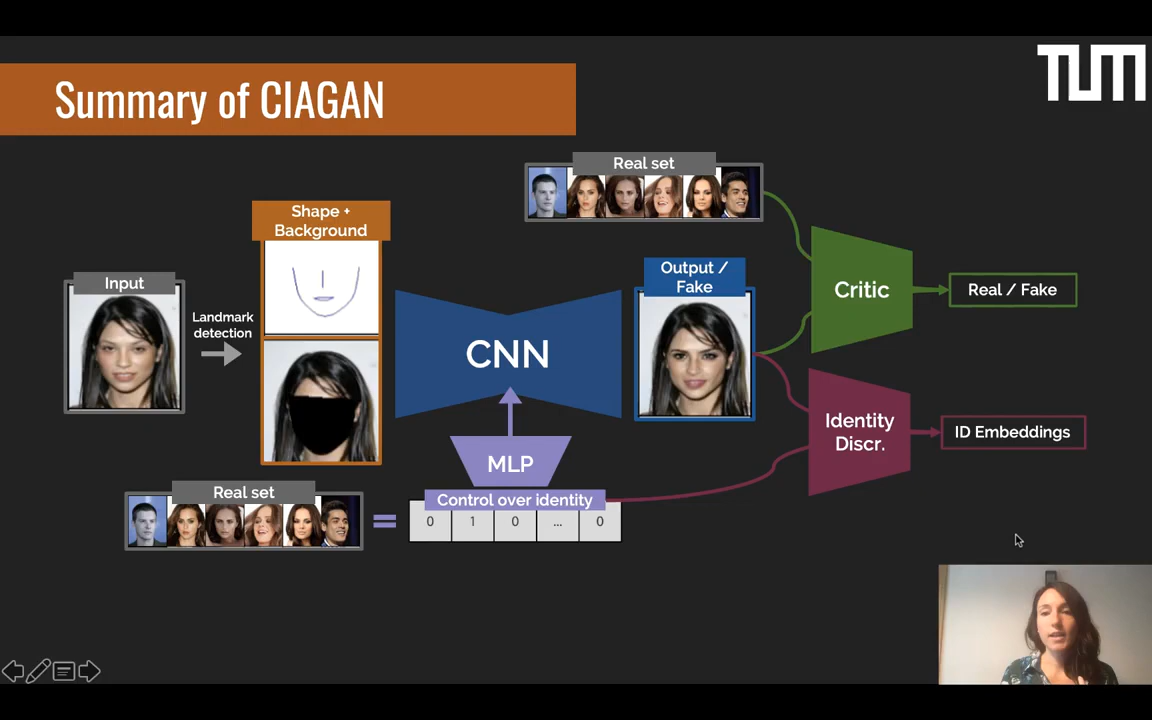 TUM
Summary of CIAGAN
Real set
Shape +
Background
Input
Landmark
detection
CNN
Output /
Fake
Critic
Real / Fake
Identity
Discr.
ID Embeddings
MLP
Control over identity
Real set
=
0 1 0 ... 0